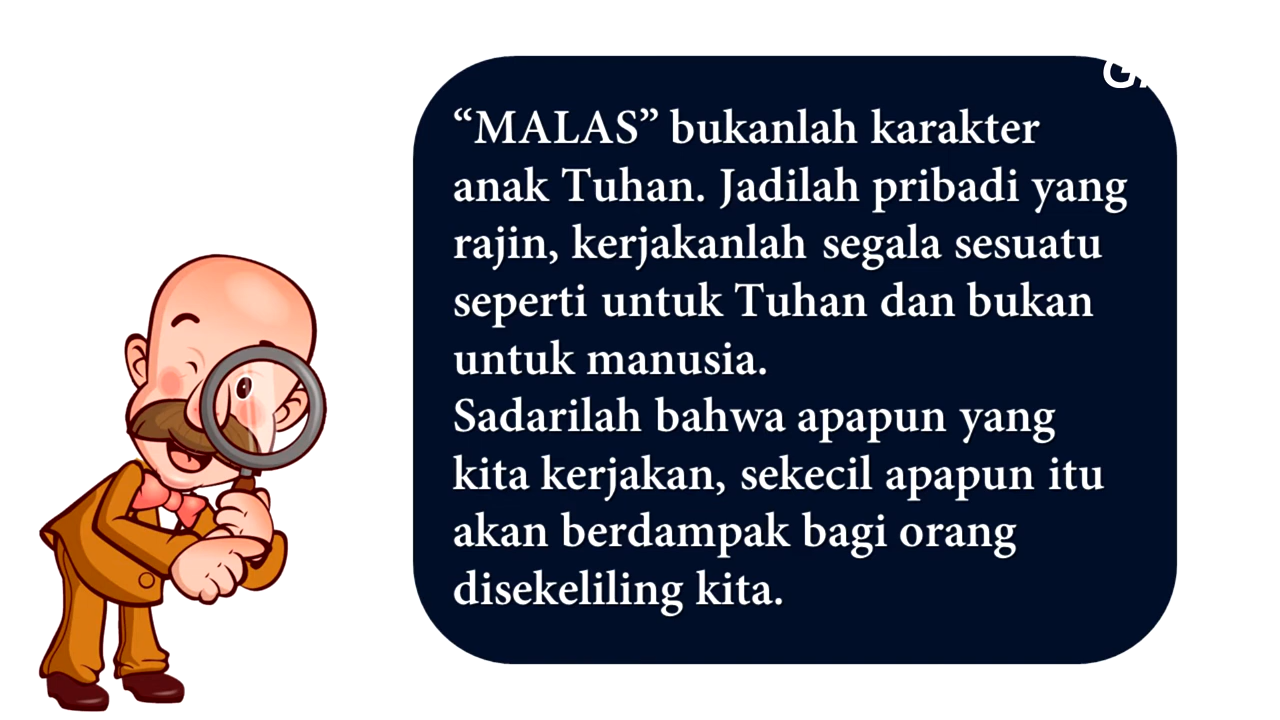 “MALAS” bukanlah karakter
anak Tuhan. Jadilah pribadi yang
rajin, kerjakanlah segala sesuatu
seperti untuk Tuhan dan bukan
untuk manusia.
Sadarilah bahwa apapun yang
kita kerjakan, sekecil apapun itu
akan berdampak bagi orang
disekeliling kita.